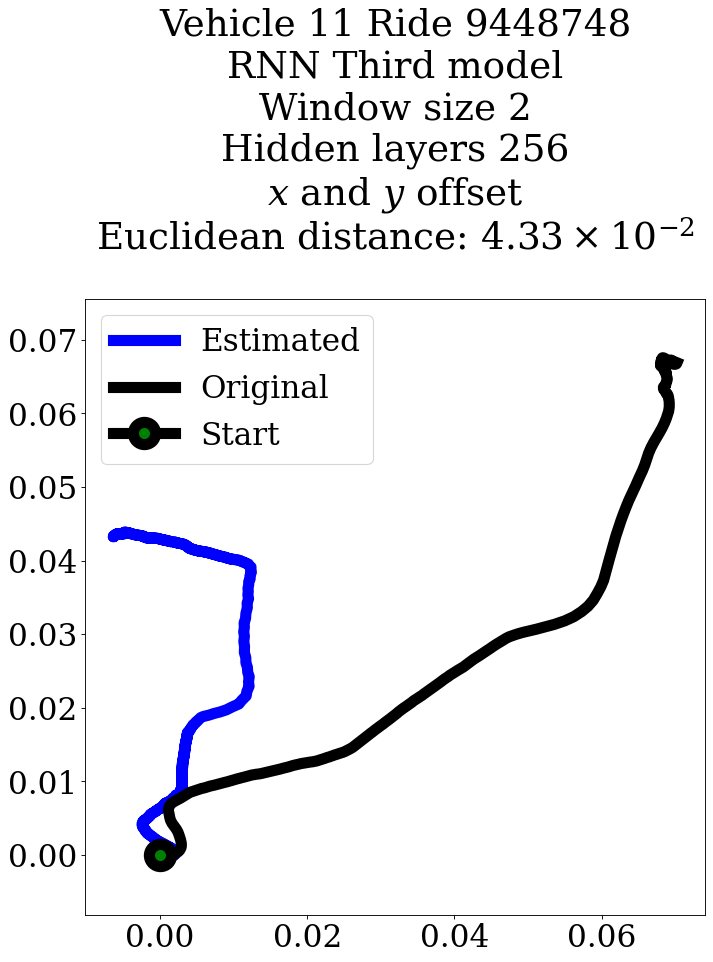 Vehicle 11 Ride 9448748
RNN Third model
Window size 2
Hidden layers 256
x and y offset
Euclidean distance: 4.33 × 10⁻²
Estimated
Original
Start
0.07
0.06
0.05
0.04
0.03
0.02
0.01
0.00
0.00 0.02 0.04 0.06